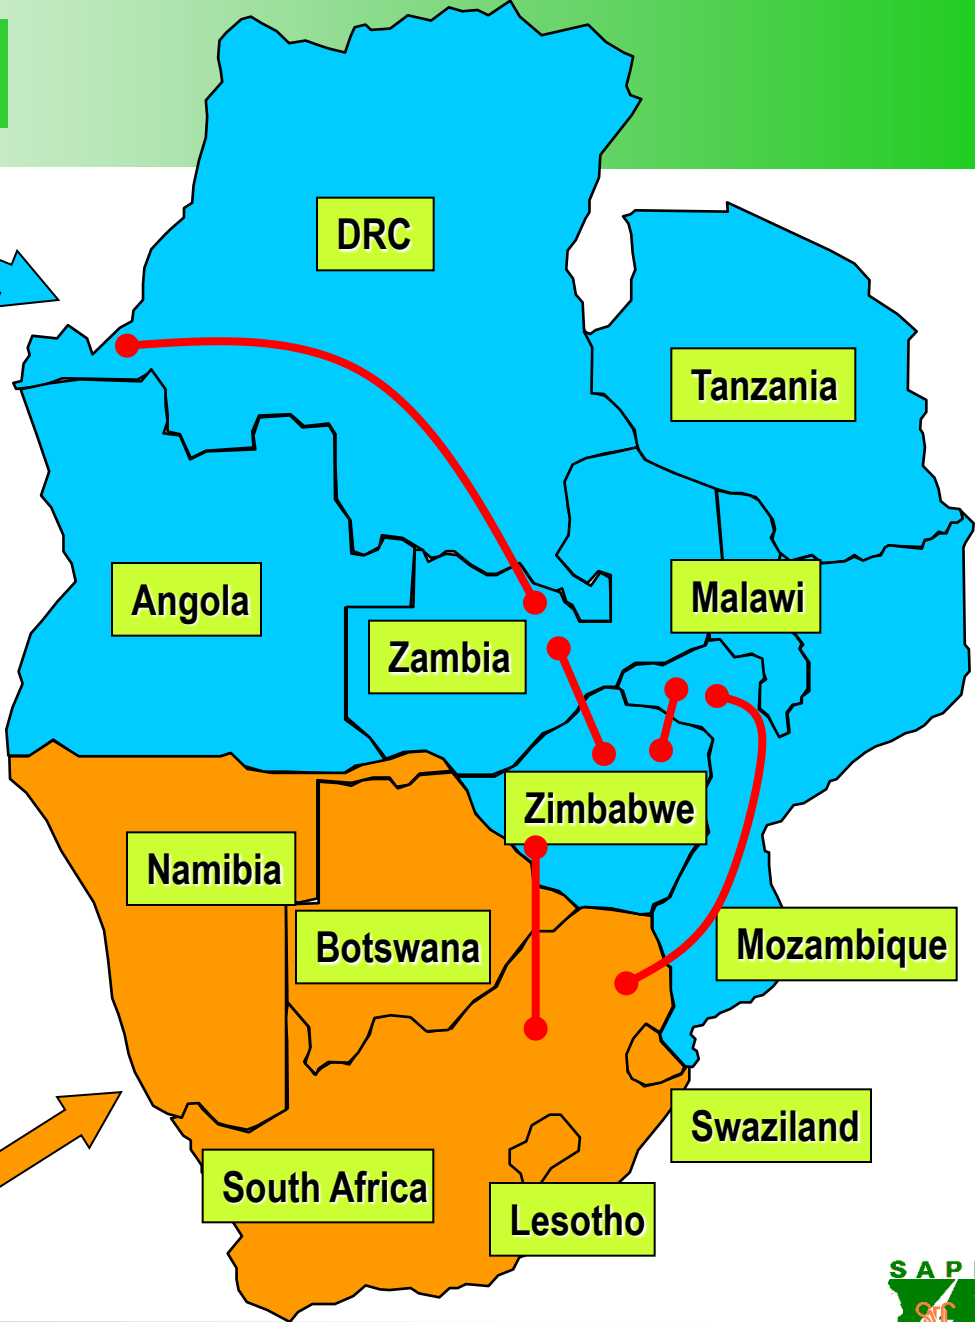 DRC
Tanzania
Angola
Malawi
Zambia
Zimbabwe
Namibia
Botswana
Mozambique
Swaziland
South Africa
Lesotho